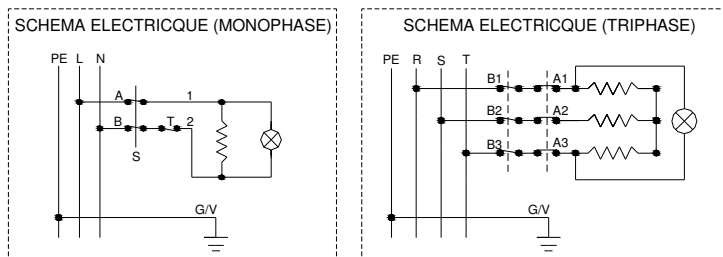 SCHEMA ELECTRICQUE (MONOPHASE)
PE L N
A 1
B T 2
S
G/V
SCHEMA ELECTRICQUE (TRIPHASE)
PE R S T
B1 A1
B2 A2
B3 A3
G/V